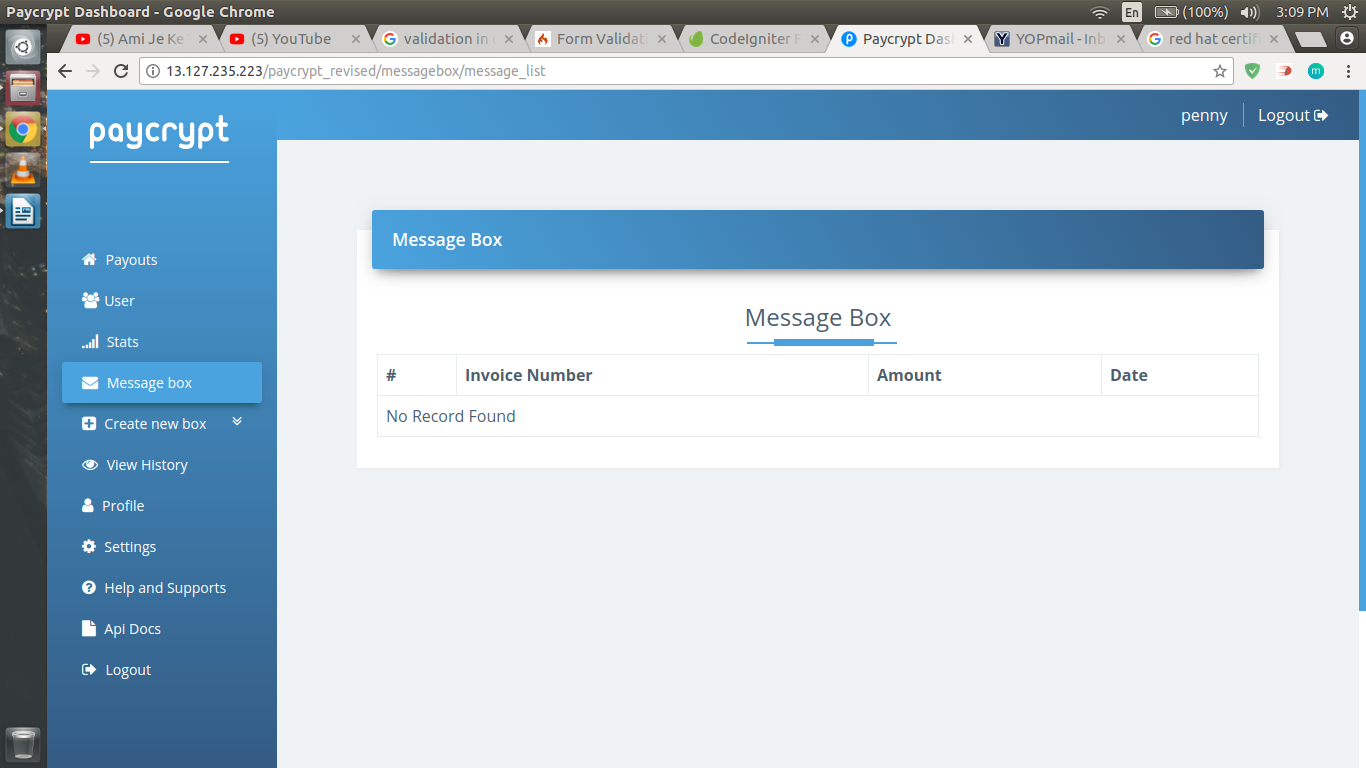 Paycrypt Dashboard - Google Chrome
En
(100%)
3:09 PM
(5) Ami Je Ke
(5) YouTube
validation in
Form Validat
CodeIgniter
Paycrypt Das
YOPmail - Inb
red hat certif
13.127.235.223/paycrypt_revised/messagebox/message_list
m
paycrypt
penny
Logout
Payouts
User
Stats
Message box
Create new box
View History
Profile
Settings
Help and Supports
Api Docs
Logout
Message Box
Message Box
# Invoice Number Amount Date
No Record Found